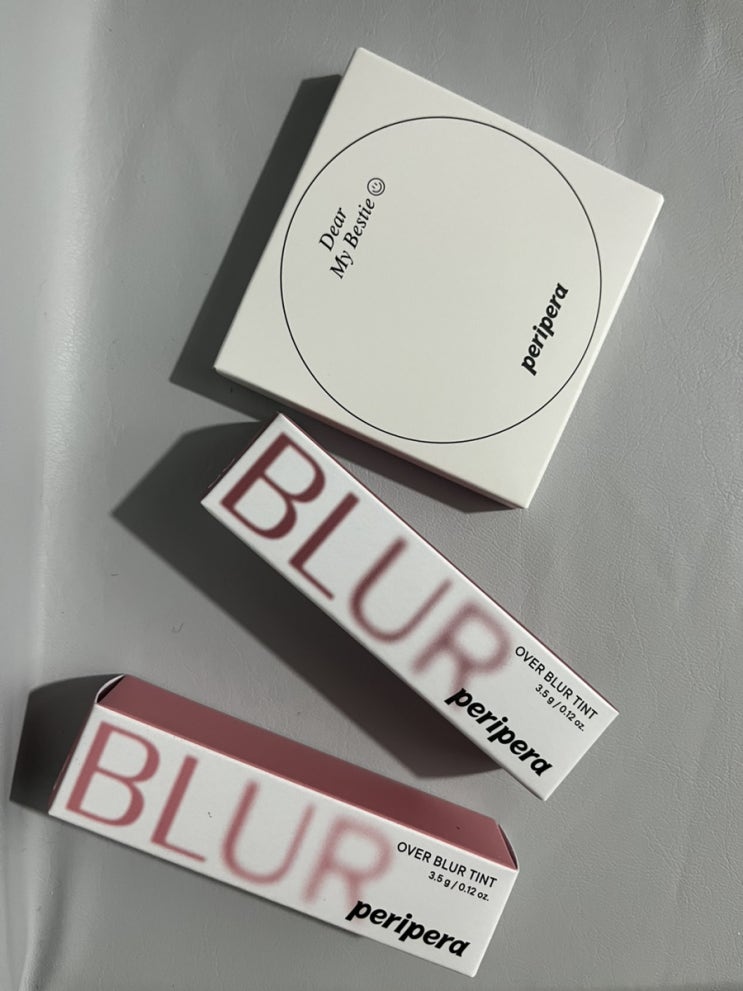 Dear
My Bestie
peripera
BLUR
OVER BLUR TINT
3.5 g / 0.12 oz.
peripera
BLUR
OVER BLUR TINT
3.5 g / 0.12 oz.
peripera